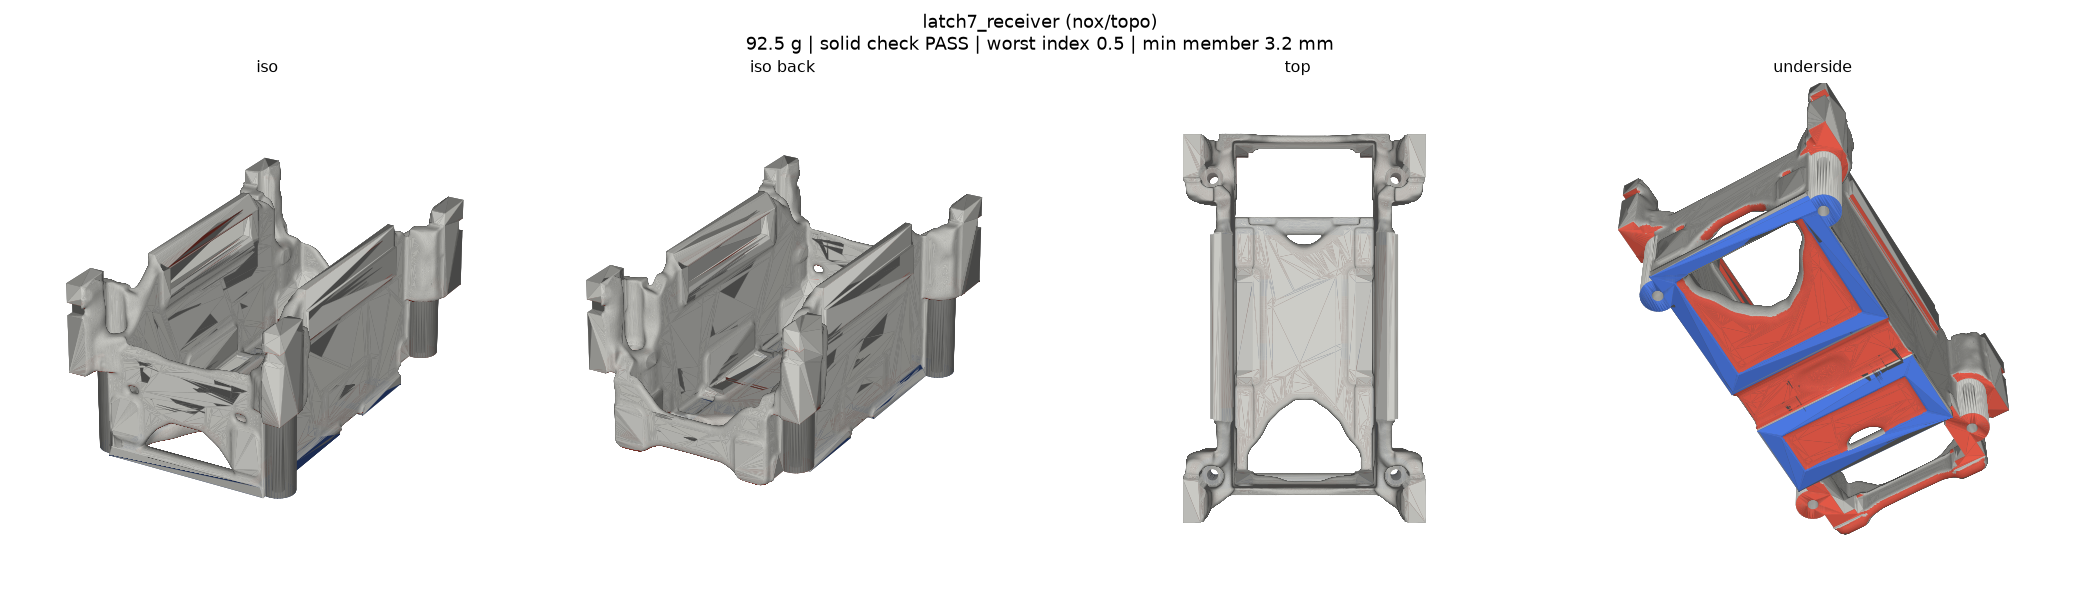 latch7_receiver (nox/topo)
92.5 g | solid check PASS | worst index 0.5 | min member 3.2 mm
iso
iso back
top
underside